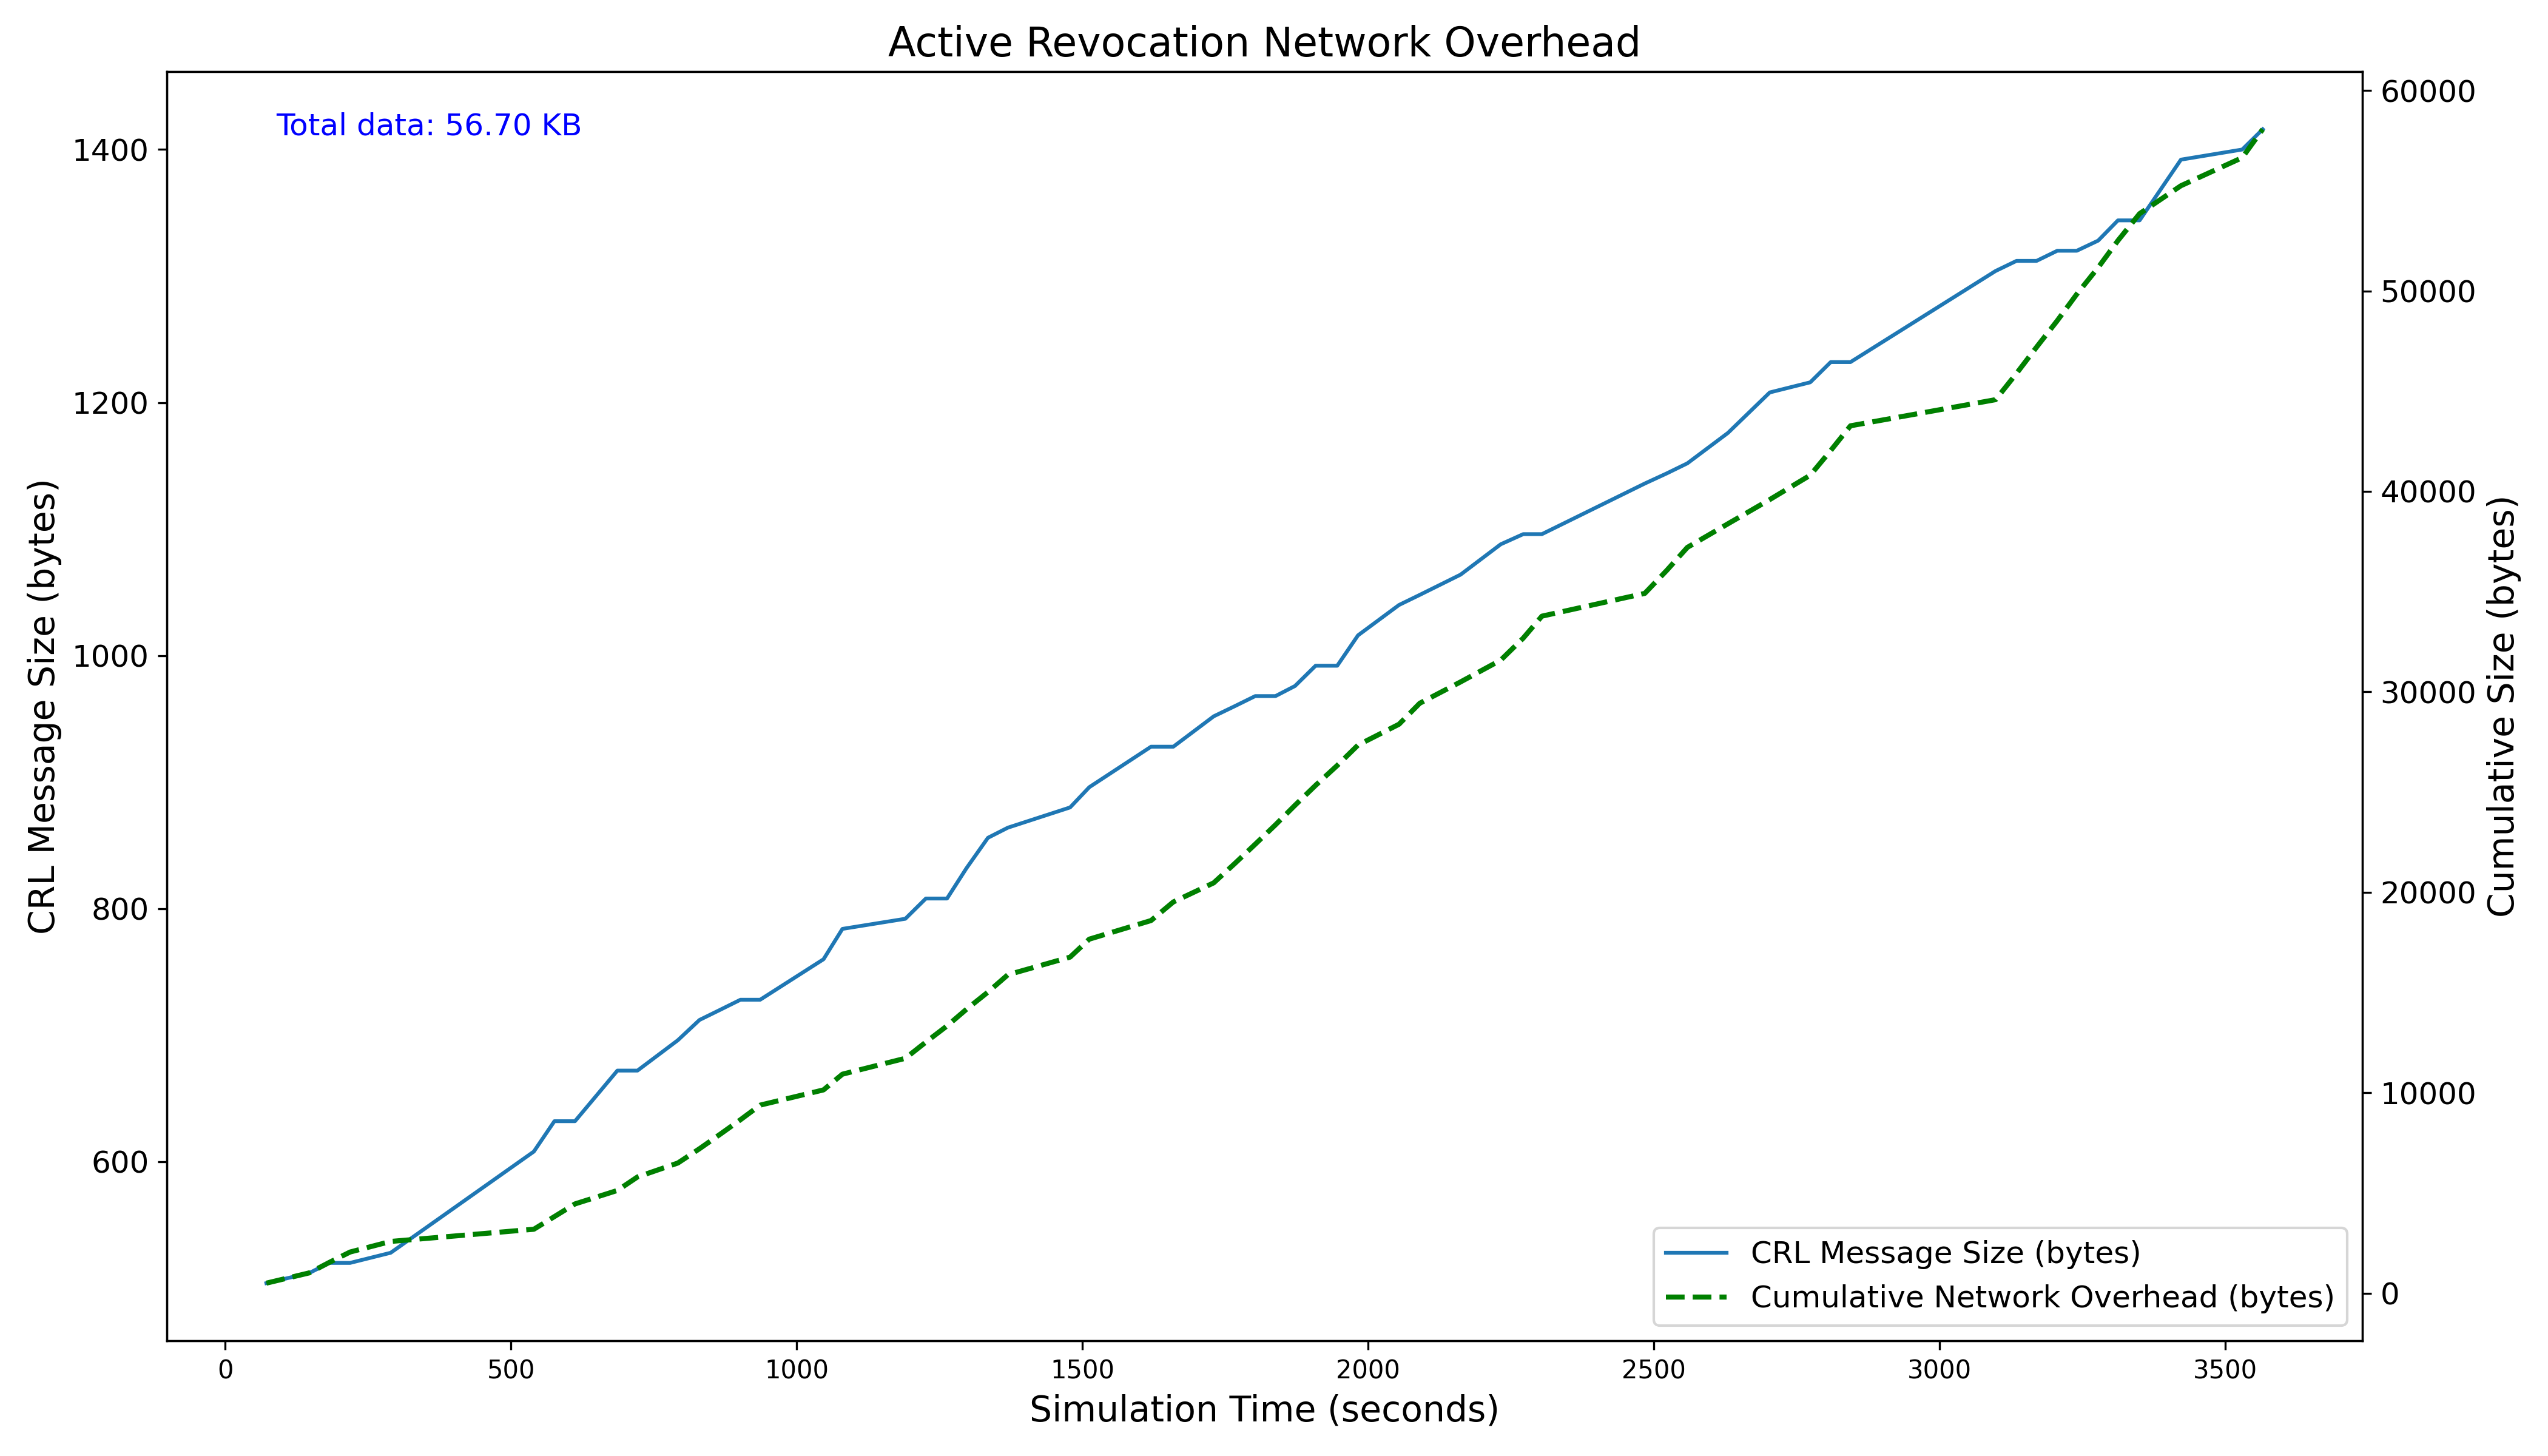 Active Revocation Network Overhead
Total data: 56.70 KB
CRL Message Size (bytes)
1400
1200
1000
800
600
60000
50000
40000
30000
20000
10000
0
Cumulative Size (bytes)
CRL Message Size (bytes)
Cumulative Network Overhead (bytes)
0 500 1000 1500 2000 2500 3000 3500
Simulation Time (seconds)